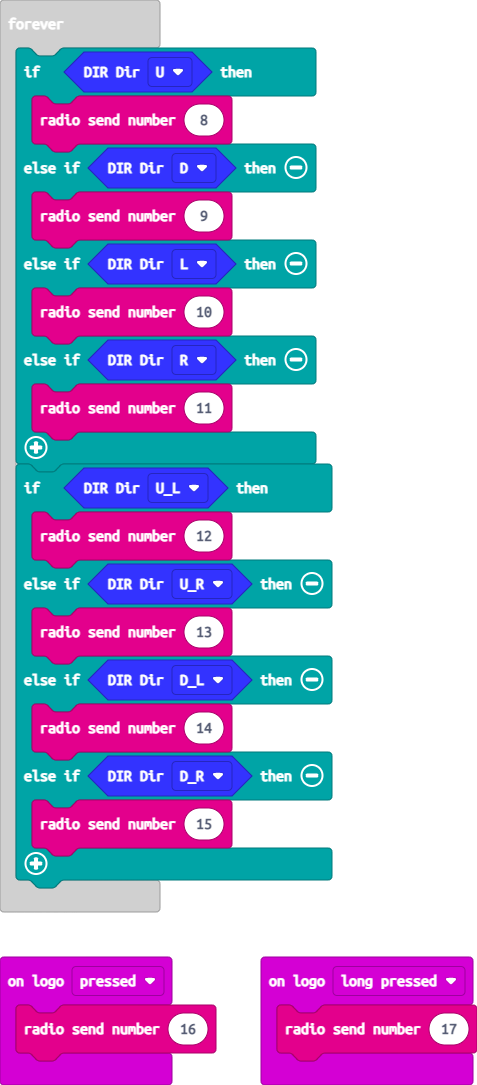 forever
if DIR Dir U then
radio send number 8
else if DIR Dir D then
radio send number 9
else if DIR Dir L then
radio send number 10
else if DIR Dir R then
radio send number 11
if DIR Dir U_L then
radio send number 12
else if DIR Dir U_R then
radio send number 13
else if DIR Dir D_L then
radio send number 14
else if DIR Dir D_R then
radio send number 15
on logo pressed
radio send number 16
on logo long pressed
radio send number 17